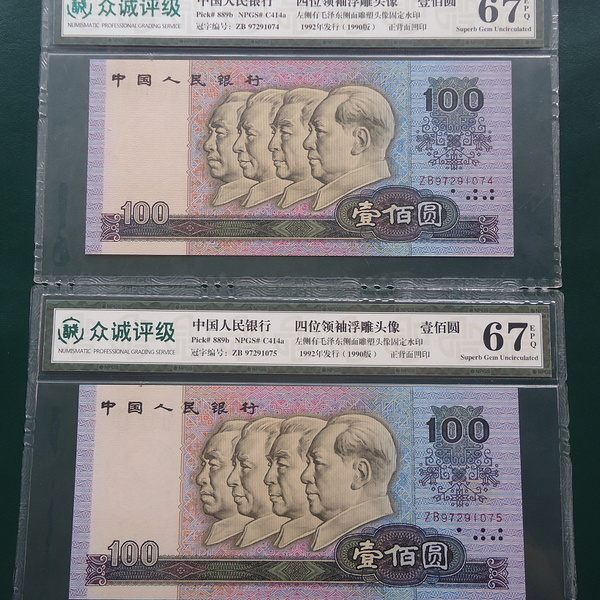 众诚评级
NUMISMATIC PROFESSIONAL GRADING SERVICE
中国人民银行 四位领袖浮雕头像 壹佰圆
Pick# 889b NPGS# C414a 左侧有毛泽东侧面雕塑头像固定水印
冠字编号: ZB 97291074 1992年发行(1990版) 正背面凹印
67 EPQ
Superb Gem Uncirculated
中国人民银行
100
ZB97291074
100
壹佰圆
誠 众诚评级
NUMISMATIC PROFESSIONAL GRADING SERVICE
中国人民银行 四位领袖浮雕头像 壹佰圆
Pick# 889b NPGS# C414a 左侧有毛泽东侧面雕塑头像固定水印
冠字编号: ZB 97291075 1992年发行(1990版) 正背面凹印
67 EPQ
Superb Gem Uncirculated
中国人民银行
100
ZB97291075
100
壹佰圆